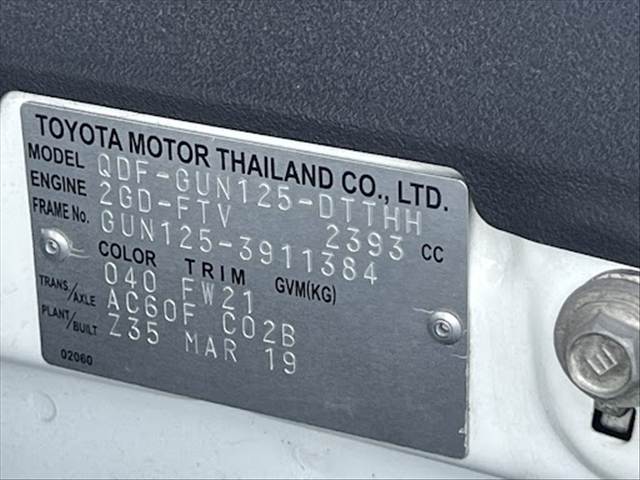 TOYOTA MOTOR THAILAND CO., LTD.
MODEL QDF-GUN125-DTTHH
ENGINE 2GD-FTV 2393 CC
FRAME No. GUN125-3911384
COLOR TRIM GVM(KG)
040 FW21
TRANS/AXLE AC60F C02B
PLANT/BUILT Z35 MAR 19
02060
E